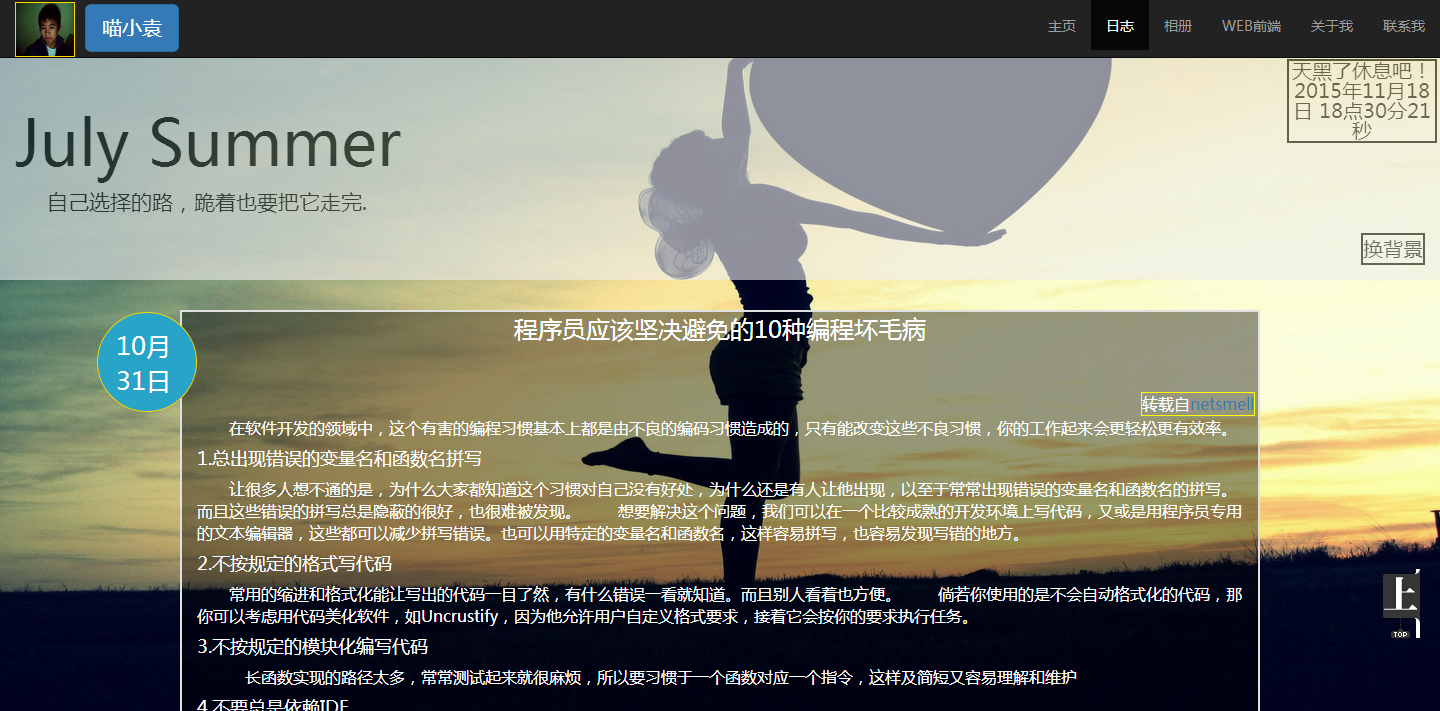 喵小袁
主页 日志 相册 WEB前端 关于我 联系我
天黑了休息吧！
2015年11月18
日 18点30分21
秒
July Summer
自己选择的路，跪着也要把它走完.
换背景
10月
31日
程序员应该坚决避免的10种编程坏毛病
转载自netsmell
在软件开发的领域中，这个有害的编程习惯基本上都是由不良的编码习惯造成的，只有能改变这些不良习惯，你的工作起来会更轻松更有效率。
1.总出现错误的变量名和函数名拼写
让很多人想不通的是，为什么大家都知道这个习惯对自己没有好处，为什么还是有人让他出现，以至于常常出现错误的变量名和函数名的拼写。
而且这些错误的拼写总是隐蔽的很好，也很难被发现。 想要解决这个问题，我们可以在一个比较成熟的开发环境上写代码，又或是用程序员专用
的文本编辑器，这些都可以减少拼写错误。也可以用特定的变量名和函数名，这样容易拼写，也容易发现写错的地方。
2.不按规定的格式写代码
常用的缩进和格式化能让写出的代码一目了然，有什么错误一看就知道。而且别人看着也方便。 倘若你使用的是不会自动格式化的代码，那
你可以考虑用代码美化软件，如Uncrustify，因为他允许用户自定义格式要求，接着它会按你的要求执行任务。
3.不按规定的模块化编写代码
长函数实现的路径太多，常常测试起来就很麻烦，所以要习惯于一个函数对应一个指令，这样及简短又容易理解和维护
上
TOP
4.不要总是依赖IDE